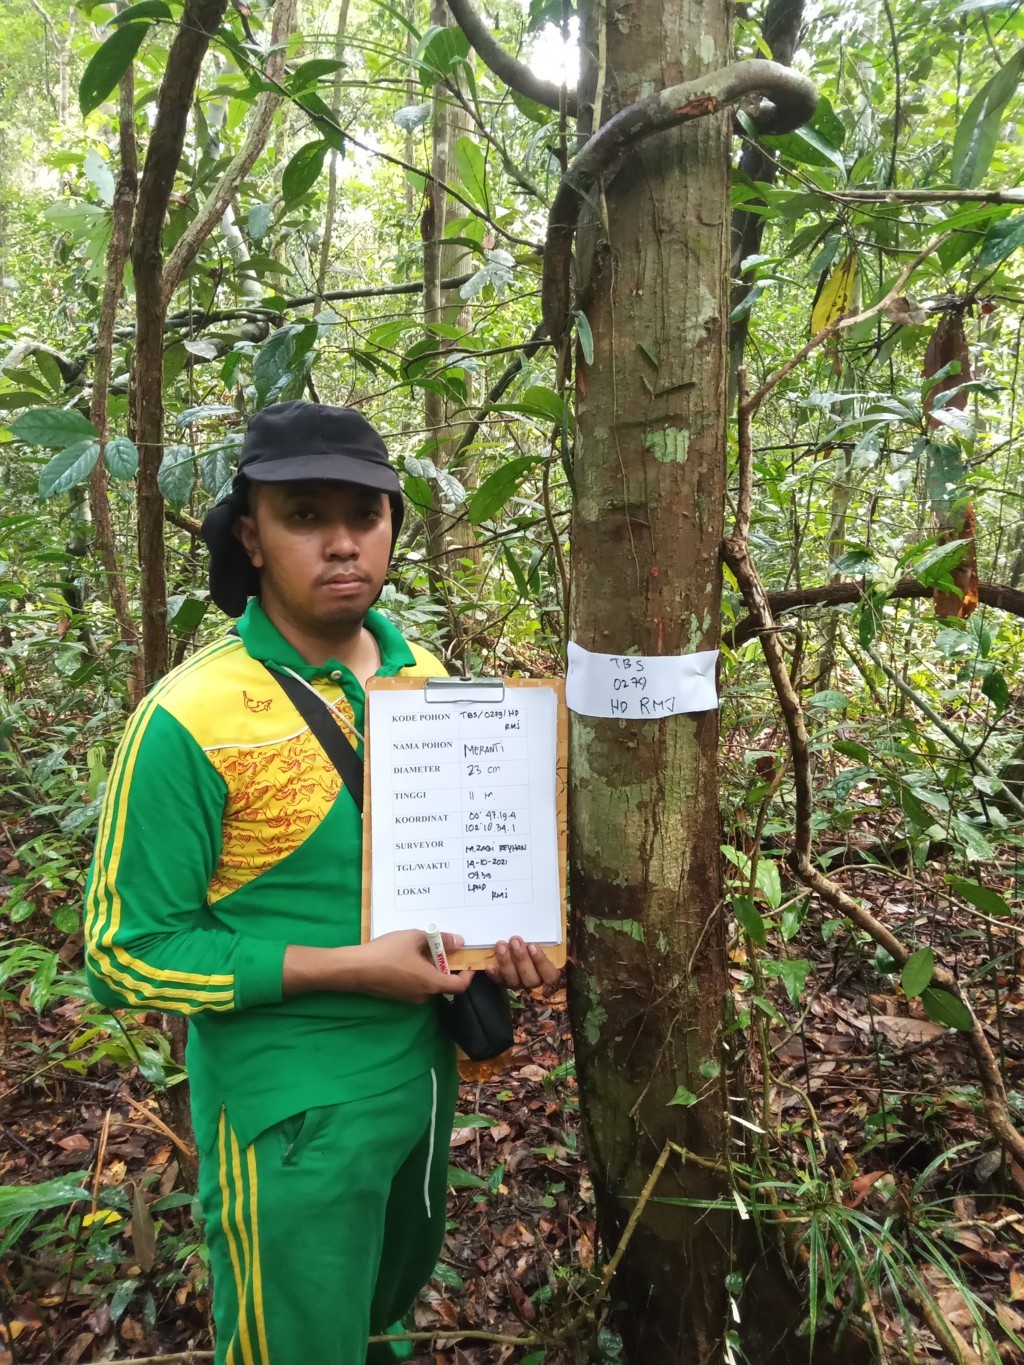 TBS
0279
HD RMJ
KODE POHON TBS/0279/HD
RMJ
NAMA POHON MERANTI
DIAMETER 23 cm
TINGGI 11 M
KOORDINAT 00° 47.19.4
102°10.34.1
SURVEYOR M.ZAGI REYHAN
TGL/WAKTU 14-10-2021
09.39
LOKASI LPHD
RMJ